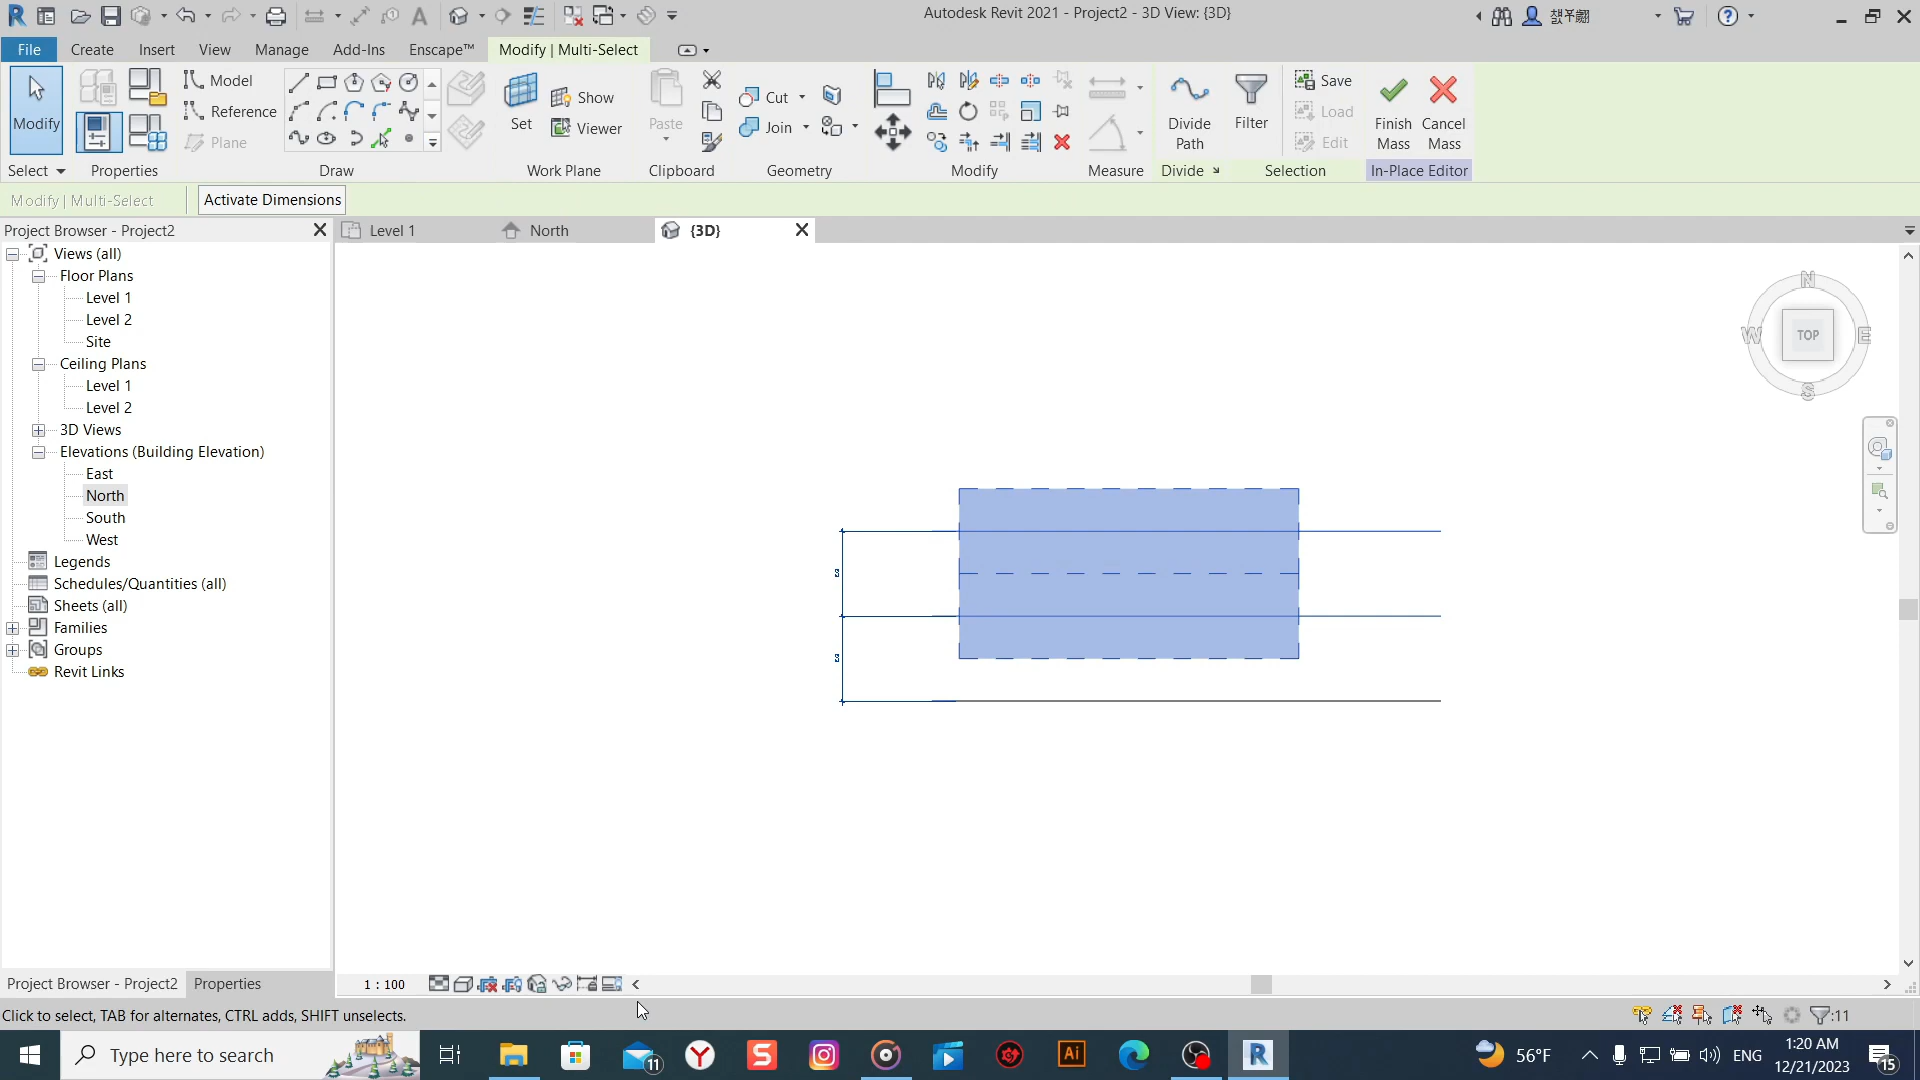 Autodesk Revit 2021 - Project2 - 3D View: {3D}
File
Create
Insert
View
Manage
Add-Ins
Enscape™
Modify | Multi-Select
Modify
Model
Reference
Plane
Set
Show
Viewer
Paste
Cut
Join
Divide Path
Filter
Save
Load
Edit
Finish Mass
Cancel Mass
Select
Properties
Draw
Work Plane
Clipboard
Geometry
Modify
Measure
Divide
Selection
In-Place Editor
Modify | Multi-Select
Activate Dimensions
Project Browser - Project2
Level 1
North
{3D}
Views (all)
Floor Plans
Level 1
Level 2
Site
Ceiling Plans
Level 1
Level 2
3D Views
Elevations (Building Elevation)
East
North
South
West
Legends
Schedules/Quantities (all)
Sheets (all)
Families
Groups
Revit Links
N
W
TOP
E
S
Project Browser - Project2
Properties
1 : 100
Click to select, TAB for alternates, CTRL adds, SHIFT unselects.
:11
Type here to search
11
Ai
56°F
ENG
1:20 AM
12/21/2023
15